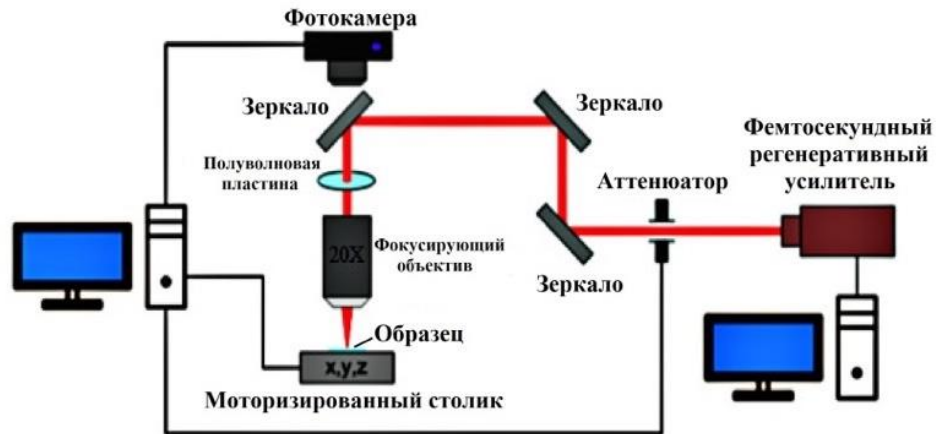 Фотокамера
Зеркало
Зеркало
Фемтосекундный
регенеративный
усилитель
Полуволновая
пластина
Аттенюатор
20X
Фокусирующий
объектив
Зеркало
Образец
x,y,z
Моторизированный столик